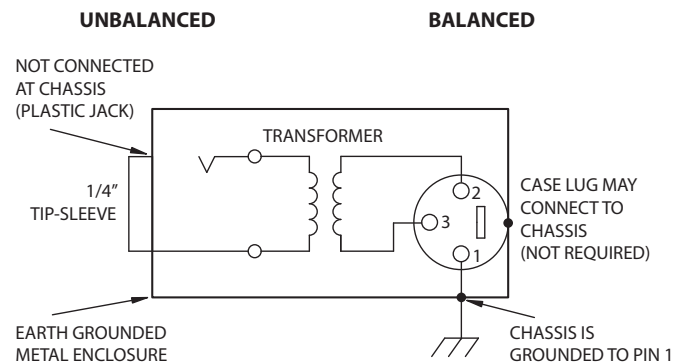 UNBALANCED
BALANCED
NOT CONNECTED
AT CHASSIS
(PLASTIC JACK)
TRANSFORMER
1/4”
TIP-SLEEVE
2
3
1
CASE LUG MAY
CONNECT TO
CHASSIS
(NOT REQUIRED)
EARTH GROUNDED
METAL ENCLOSURE
CHASSIS IS
GROUNDED TO PIN 1